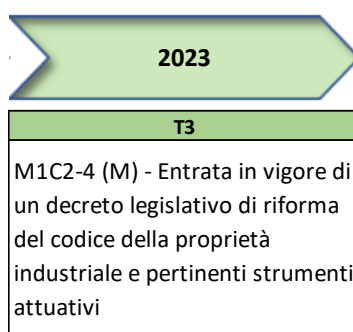 2023
T3
M1C2-4 (M) - Entrata in vigore di
un decreto legislativo di riforma
del codice della proprietà
industriale e pertinenti strumenti
attuativi